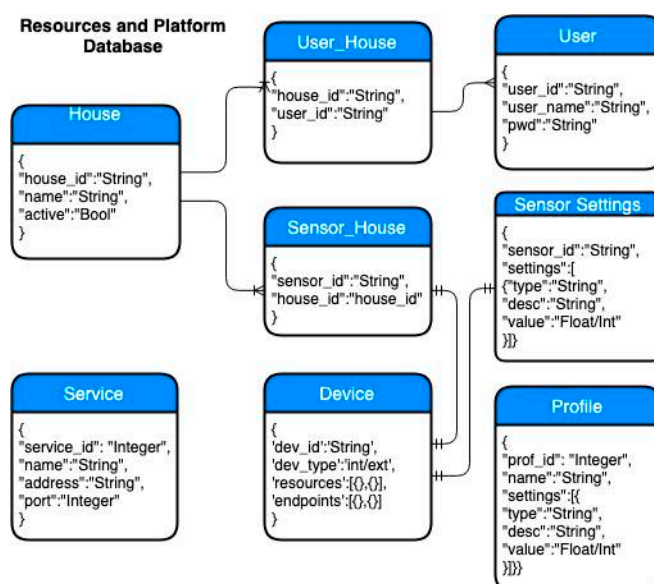 Resources and Platform
Database
User_House
{
"house_id":"String",
"user_id":"String"
}
User
{
"user_id":"String",
"user_name":"String",
"pwd":"String"
}
House
{
"house_id":"String",
"name":"String",
"active":"Bool"
}
Sensor_House
{
"sensor_id":"String",
"house_id":"house_id"
}
Sensor Settings
{
"sensor_id":"String",
"settings":[
{"type":"String",
"desc":"String",
"value":"Float/Int"
}]}
Service
{
"service_id": "Integer",
"name":"String",
"address":"String",
"port":"Integer"
}
Device
{
'dev_id':'String',
'dev_type':'int/ext',
'resources':[{},{}],
'endpoints':[{},{}]
}
Profile
{
"prof_id": "Integer",
"name":"String",
"settings":[{
"type":"String",
"desc":"String",
"value":"Float/Int"
}]}}